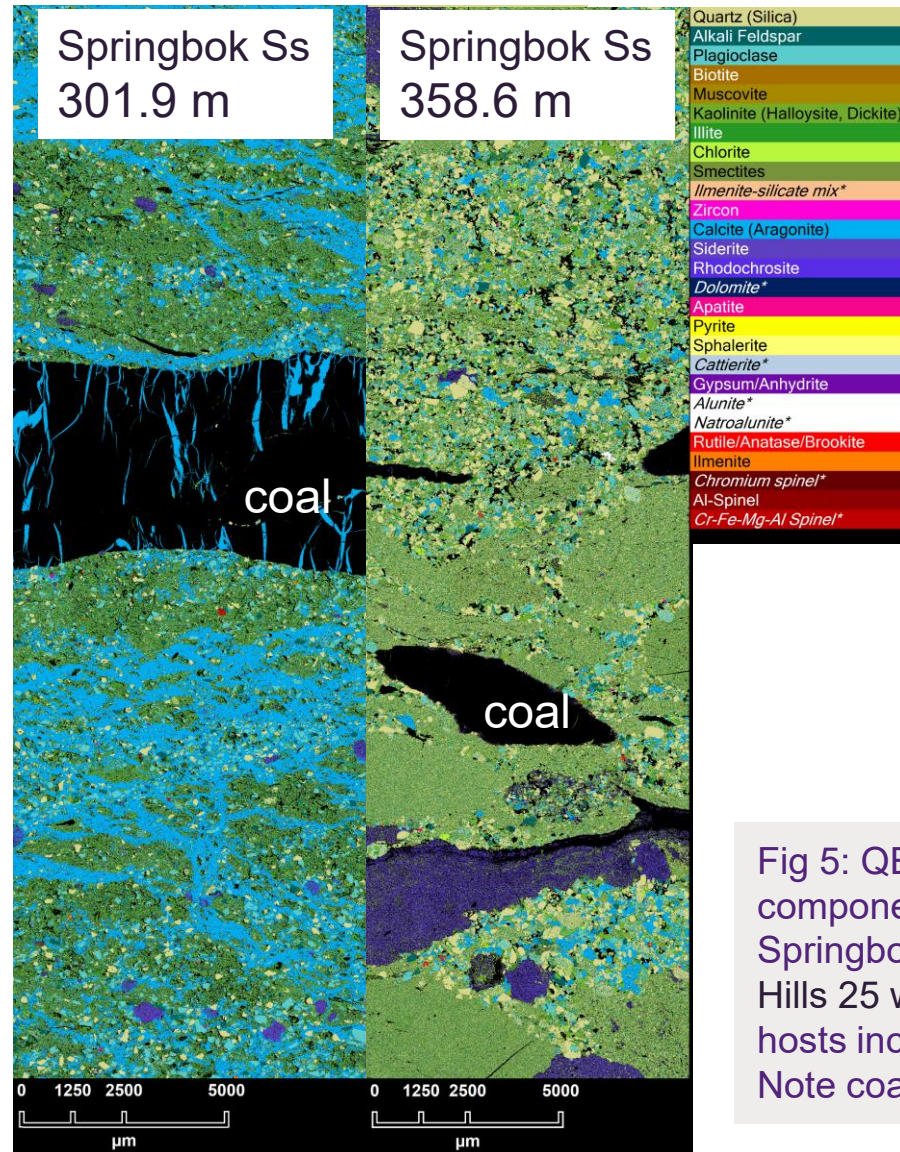 Springbok Ss
301.9 m
Springbok Ss
358.6 m
Quartz (Silica)
Alkali Feldspar
Plagioclase
Biotite
Muscovite
Kaolinite (Halloysite, Dickite)
Illite
Chlorite
Smectites
Ilmenite-silicate mix*
Zircon
Calcite (Aragonite)
Siderite
Rhodochrosite
Dolomite*
Apatite
Pyrite
Sphalerite
Cattierite*
Gypsum/Anhydrite
Alunite*
Natroalunite*
Rutile/Anatase/Brookite
Ilmenite
Chromium spinel*
Al-Spinel
Cr-Fe-Mg-Al Spinel*
coal
coal
0 1250 2500 5000
µm
0 1250 2500 5000
µm
Fig 5: QE
compone
Springbo
Hills 25 w
hosts inc
Note coa